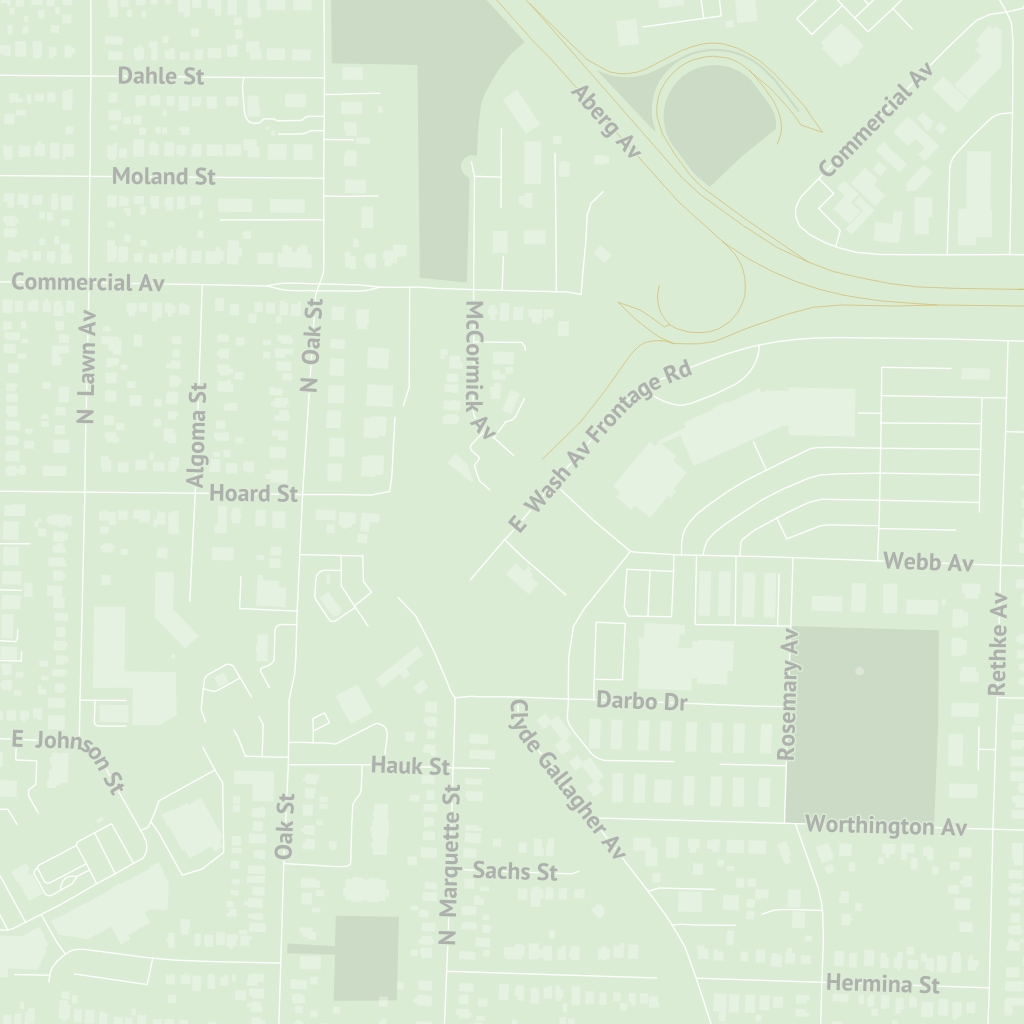 Dahle St
Aberg Av
Commercial Av
Moland St
Commercial Av
N Lawn Av
N Oak St
McCormick Av
Algoma St
E Wash Av Frontage Rd
Hoard St
Webb Av
Rethke Av
Rosemary Av
Darbo Dr
E Johnson St
Clyde Gallagher Av
Hauk St
Oak St
N Marquette St
Worthington Av
Sachs St
Hermina St